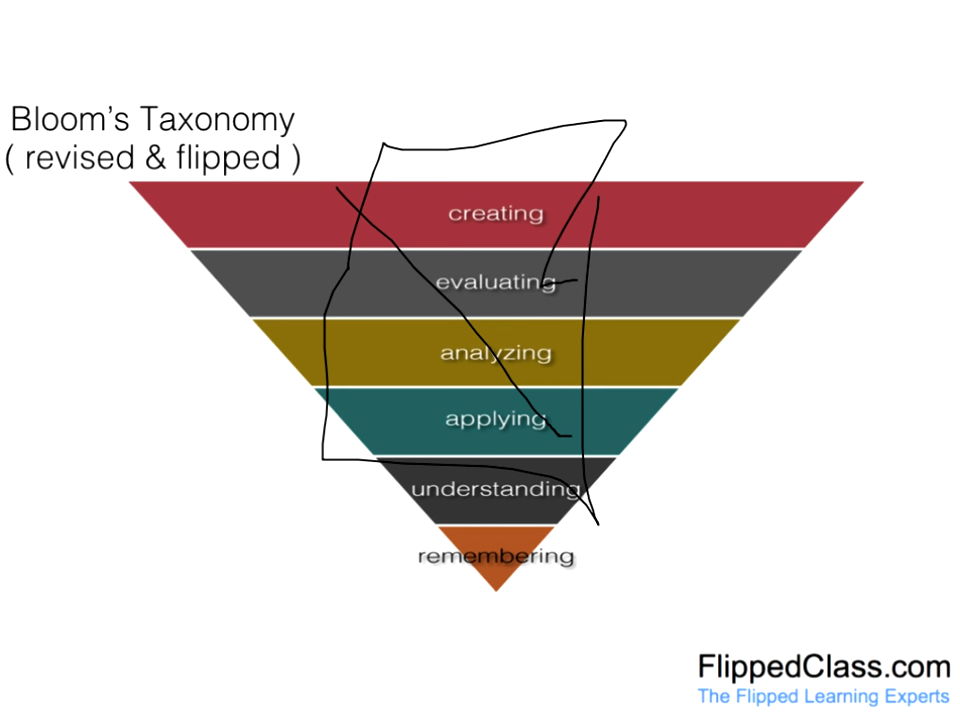 Bloom's Taxonomy
( revised & flipped )
creating
evaluating
analyzing
applying
understanding
remembering
FlippedClass.com
The Flipped Learning Experts